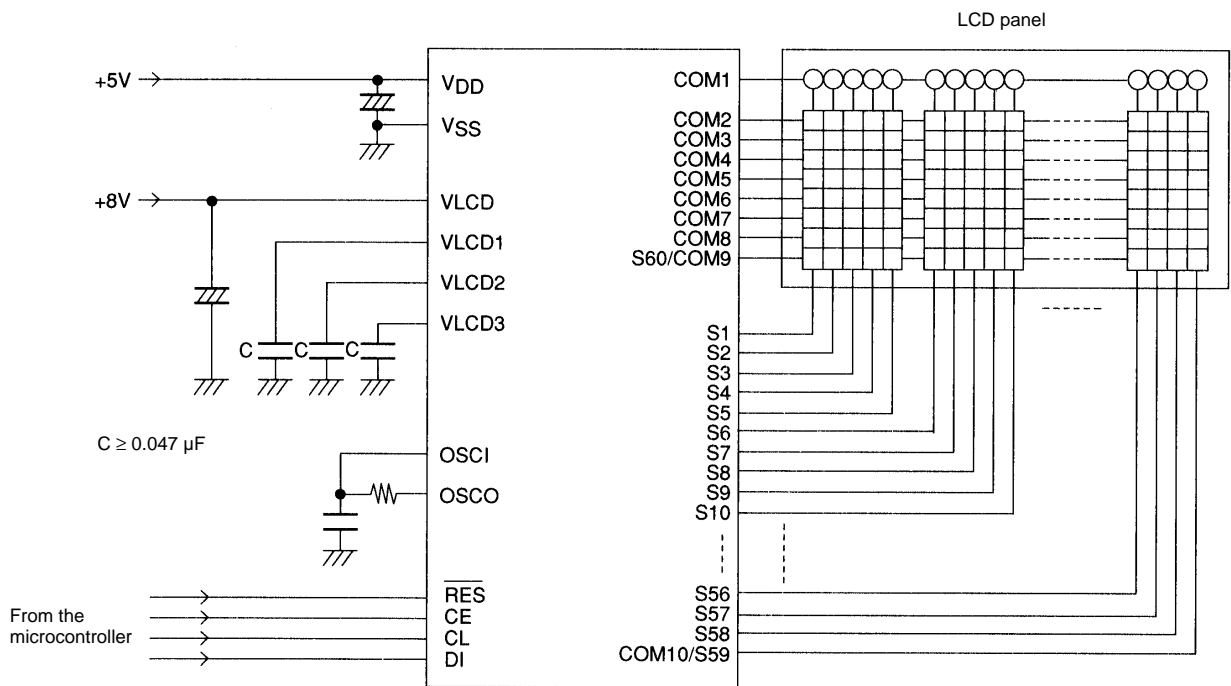 LCD panel
+5V
VDD
VSS
+8V
VLCD
VLCD1
VLCD2
VLCD3
C
C
C
C ≥ 0.047 µF
OSCI
OSCO
From the
microcontroller
RES
CE
CL
DI
COM1
COM2
COM3
COM4
COM5
COM6
COM7
COM8
S60/COM9
S1
S2
S3
S4
S5
S6
S7
S8
S9
S10
S56
S57
S58
COM10/S59